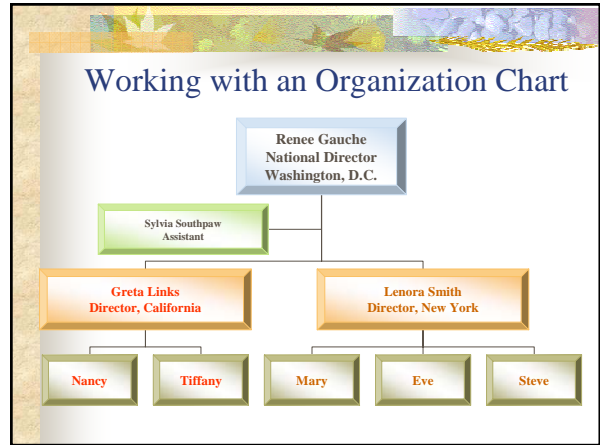 Working with an Organization Chart
Renee Gauche
National Director
Washington, D.C.
Sylvia Southpaw
Assistant
Greta Links
Director, California
Lenora Smith
Director, New York
Nancy
Tiffany
Mary
Eve
Steve